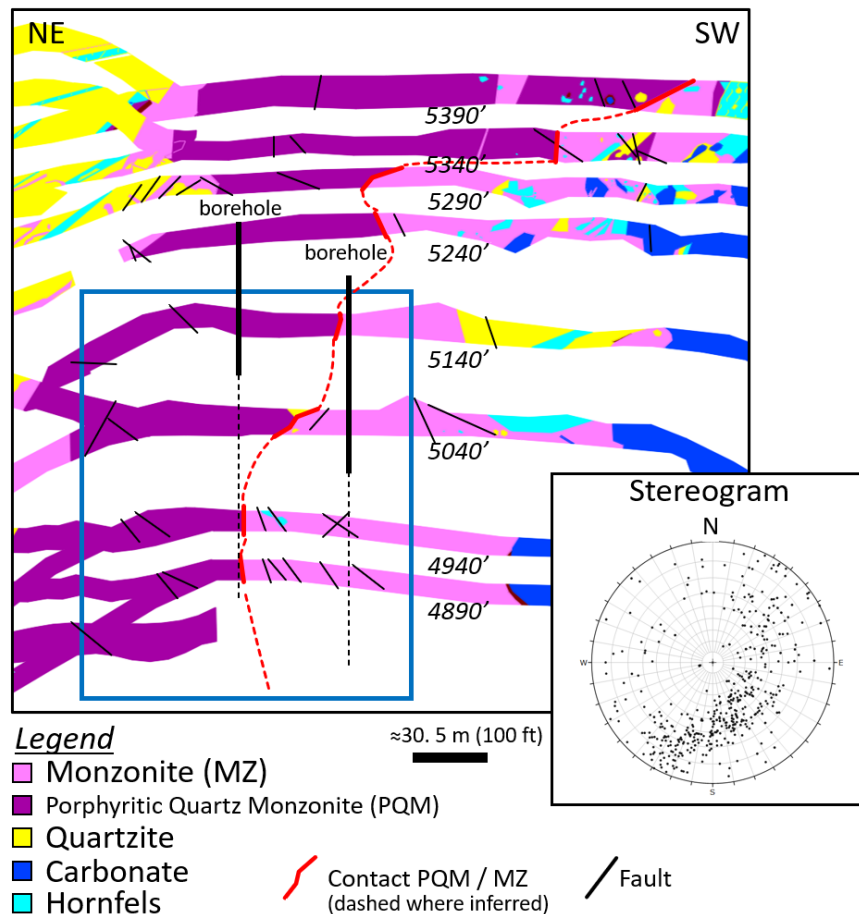 NE
SW
5390’
5340’
5290’
borehole
5240’
borehole
5140’
5040’
4940’
4890’
Stereogram
N
W
E
S
≈30. 5 m (100 ft)
Legend
Monzonite (MZ)
Porphyritic Quartz Monzonite (PQM)
Quartzite
Carbonate
Hornfels
Contact PQM / MZ
(dashed where inferred)
Fault